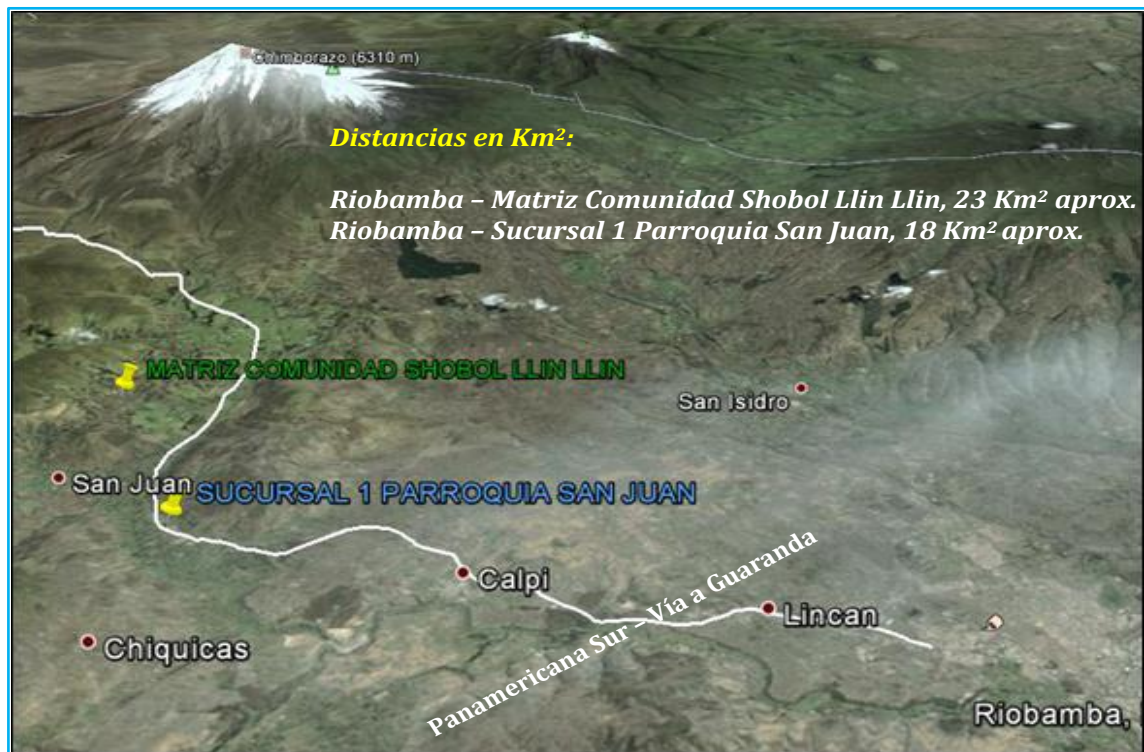 Chimborazo (6310 m)
Distancias en Km²:
Riobamba – Matriz Comunidad Shobol Llin Llin, 23 Km² aprox.
Riobamba – Sucursal 1 Parroquia San Juan, 18 Km² aprox.
MATRIZ COMUNIDAD SHOBOL LLIN LLIN
San Isidro
San Juan
SUCURSAL 1 PARROQUIA SAN JUAN
Calpi
Panamericana Sur – Vía a Guaranda
Lincan
Chiquicas
Riobamba,